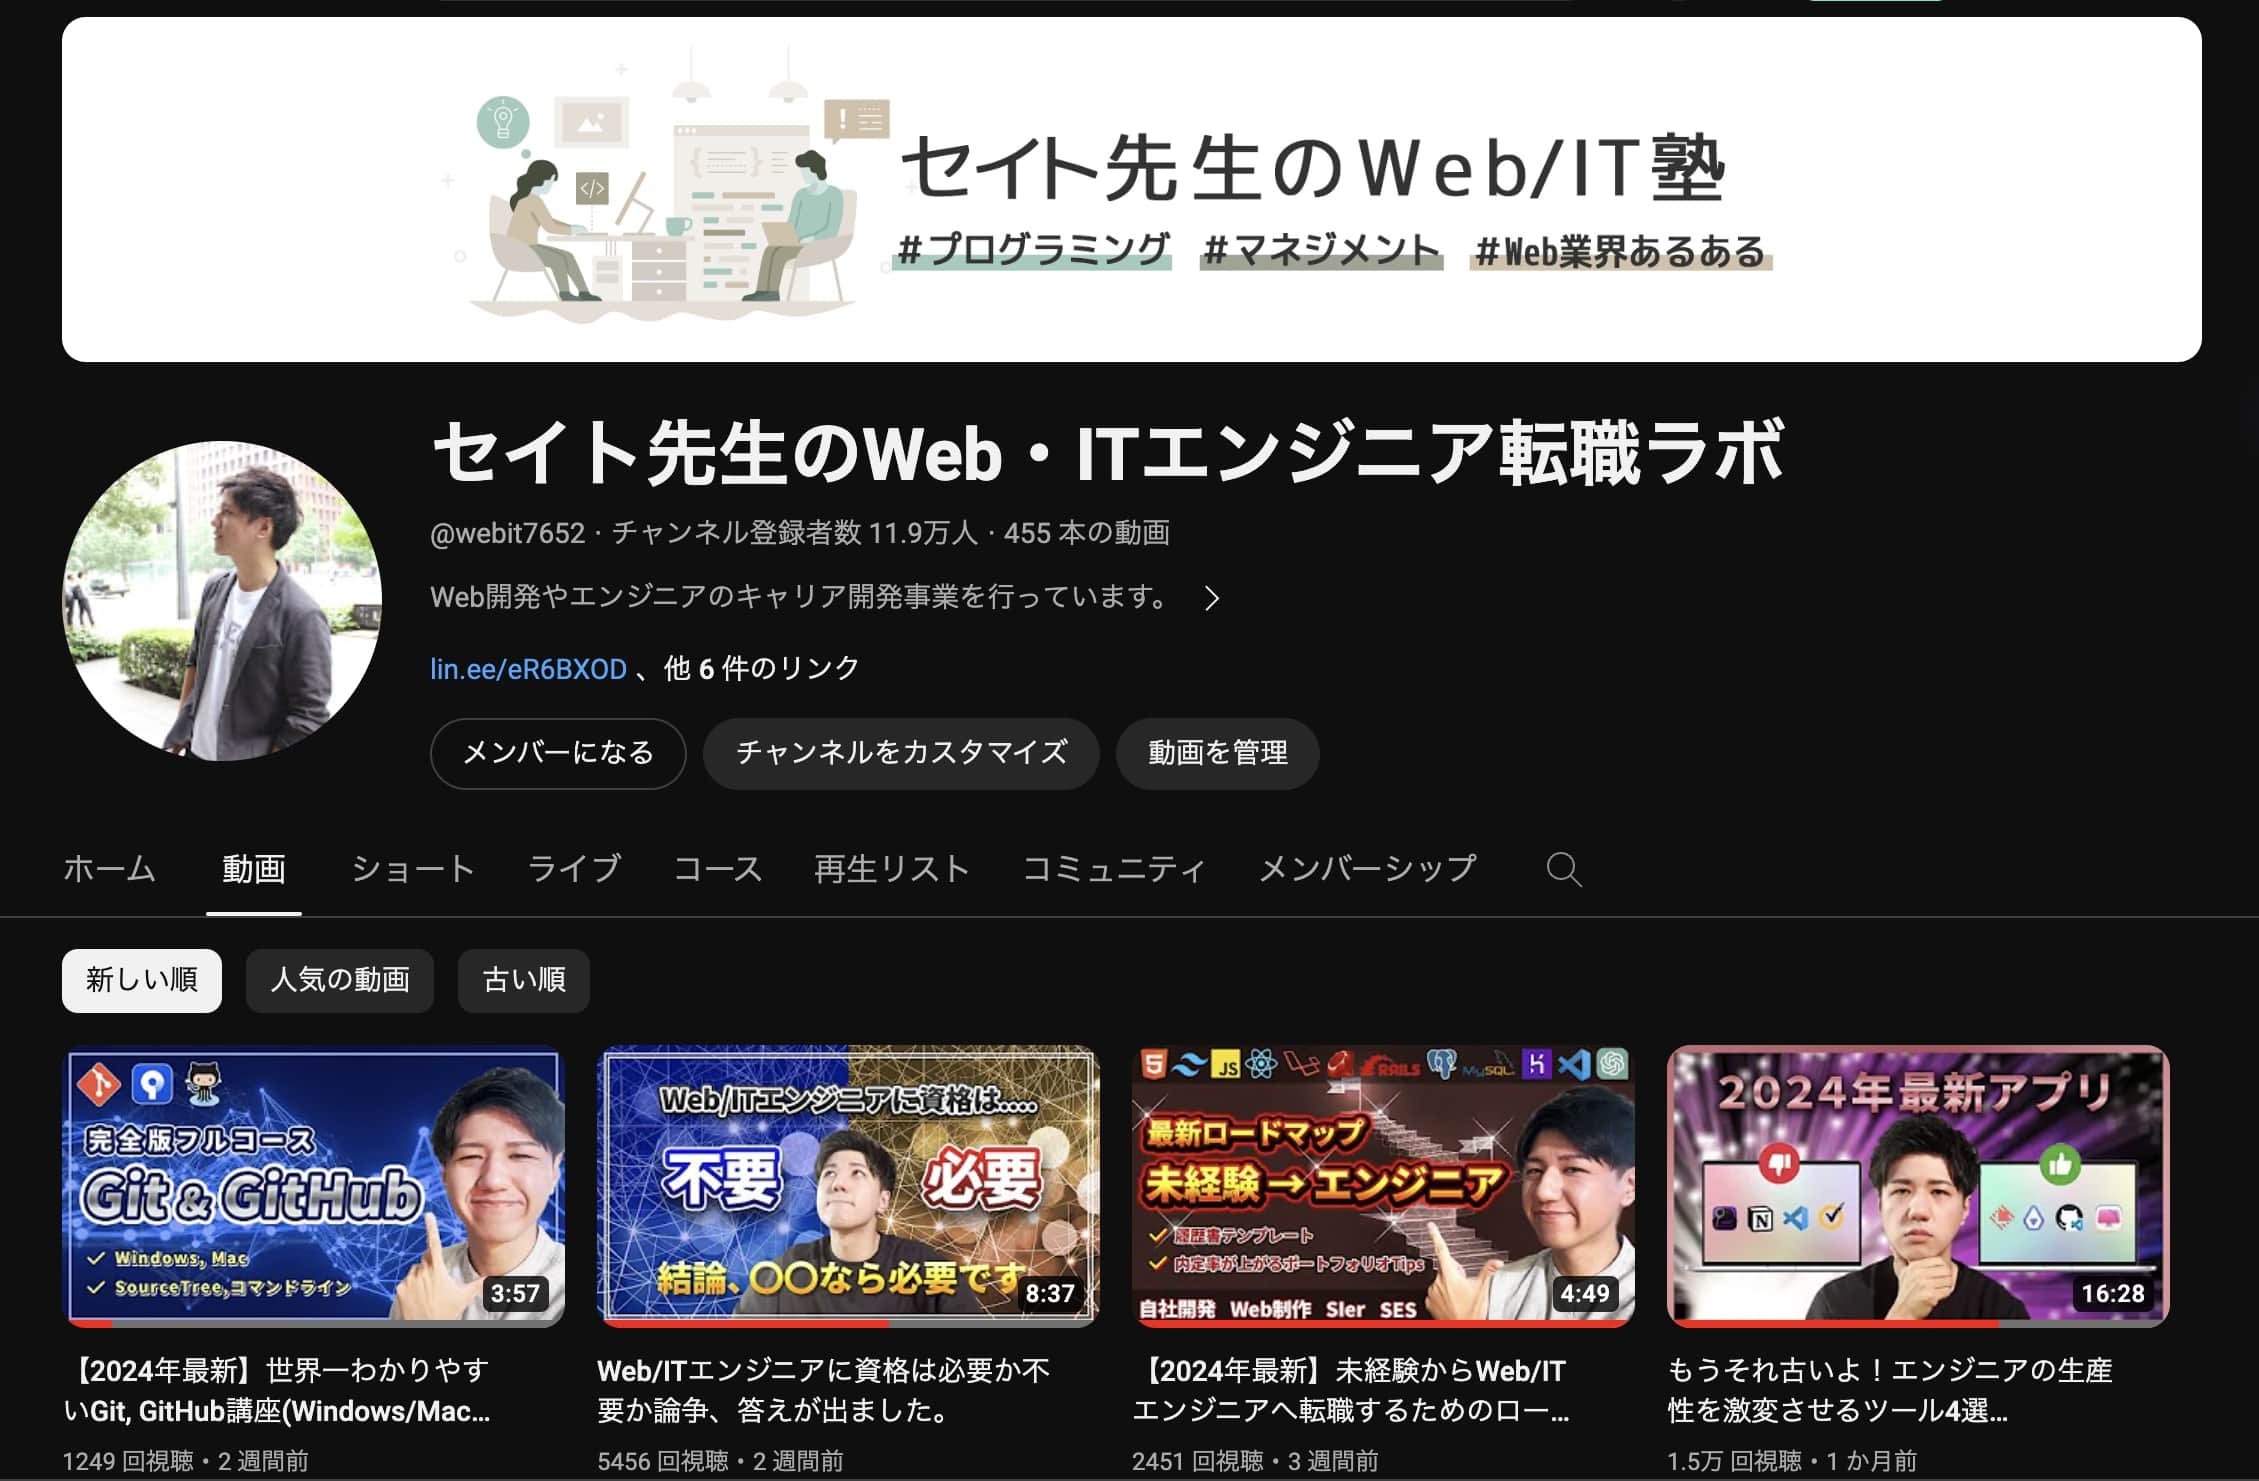 セイト先生のWeb/IT塾
#プログラミング #マネジメント #Web業界あるある
セイト先生のWeb・ITエンジニア転職ラボ
@webit7652 · チャンネル登録者数 11.9万人 · 455 本の動画
Web開発やエンジニアのキャリア開発事業を行っています。
lin.ee/eR6BXOD 、他 6 件のリンク
メンバーになる チャンネルをカスタマイズ 動画を管理
ホーム 動画 ショート ライブ コース 再生リスト コミュニティ メンバーシップ
新しい順 人気の動画 古い順
完全版フルコース
Git & GitHub
Windows, Mac
SourceTree,コマンドライン
3:57
【2024年最新】世界一わかりやす
いGit, GitHub講座(Windows/Mac...
1249 回視聴・2 週間前
Web/ITエンジニアに資格は....
不要 必要
結論、〇〇なら必要です
8:37
Web/ITエンジニアに資格は必要か不
要か論争、答えが出ました。
5456 回視聴・2 週間前
5 JS RAILS MySQL
最新ロードマップ
未経験→エンジニア
履歴書テンプレート
内定率が上がるポートフォリオTips
自社開発 Web制作 SIer SES
4:49
【2024年最新】未経験からWeb/IT
エンジニアへ転職するためのロー...
2451 回視聴・3 週間前
2024年最新アプリ
16:28
もうそれ古いよ！エンジニアの生産
性を激変させるツール4選...
1.5万 回視聴・1 か月前